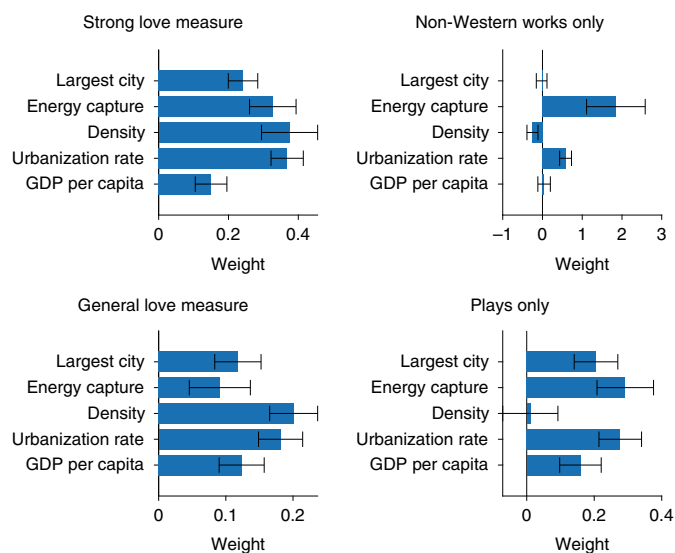 Strong love measure
Largest city
Energy capture
Density
Urbanization rate
GDP per capita
0 0.2 0.4
Weight
Non-Western works only
Largest city
Energy capture
Density
Urbanization rate
GDP per capita
–1 0 1 2 3
Weight
General love measure
Largest city
Energy capture
Density
Urbanization rate
GDP per capita
0 0.1 0.2
Weight
Plays only
Largest city
Energy capture
Density
Urbanization rate
GDP per capita
0 0.2 0.4
Weight